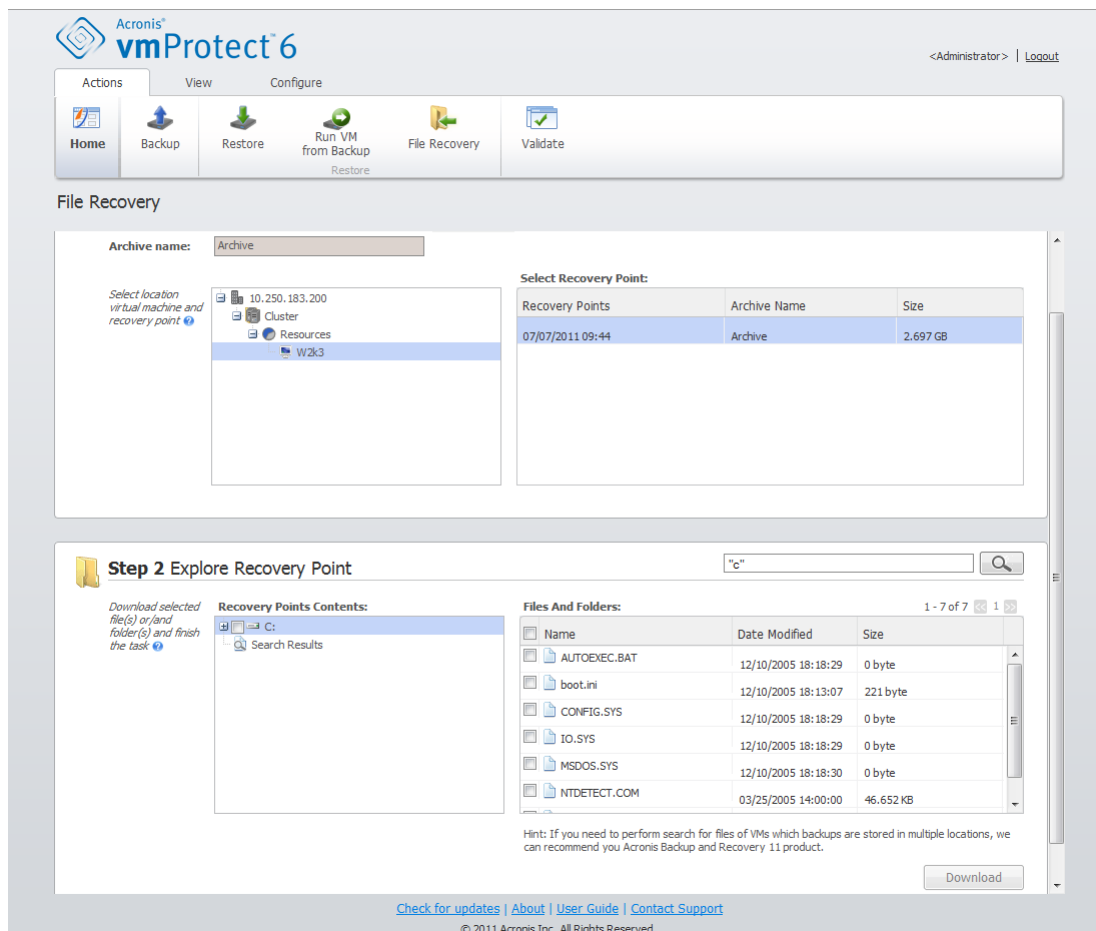 Acronis®
vmProtect™ 6
<Administrator> | Logout
Actions View Configure
Home
Backup
Restore
Run VM
from Backup
File Recovery
Validate
Restore
File Recovery
Archive name: Archive
Select location
virtual machine and
recovery point
10.250.183.200
Cluster
Resources
W2k3
Select Recovery Point:
Recovery Points Archive Name Size
07/07/2011 09:44 Archive 2.697 GB
Step 2 Explore Recovery Point
"c"
Download selected
file(s) or/and
folder(s) and finish
the task
Recovery Points Contents:
C:
Search Results
Files And Folders:
1 - 7 of 7 << 1 >>
Name Date Modified Size
AUTOEXEC.BAT 12/10/2005 18:18:29 0 byte
boot.ini 12/10/2005 18:13:07 221 byte
CONFIG.SYS 12/10/2005 18:18:29 0 byte
IO.SYS 12/10/2005 18:18:29 0 byte
MSDOS.SYS 12/10/2005 18:18:30 0 byte
NTDETECT.COM 03/25/2005 14:00:00 46.652 KB
Hint: If you need to perform search for files of VMs which backups are stored in multiple locations, we
can recommend you Acronis Backup and Recovery 11 product.
Download
Check for updates | About | User Guide | Contact Support
© 2011 Acronis Inc. All Rights Reserved.